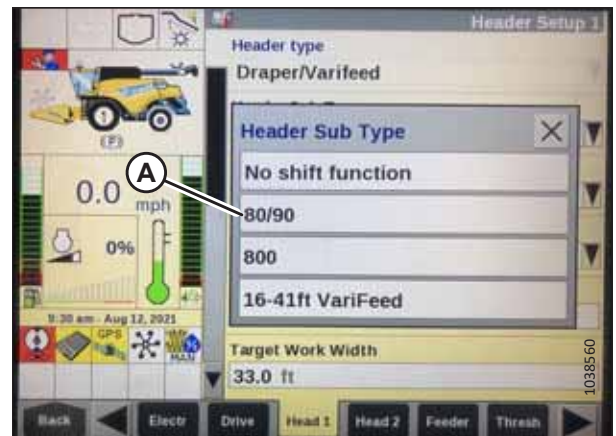 Header Setup 1
Header type
Draper/Varifeed
Header Sub Type
No shift function
80/90
800
16-41ft VariFeed
A
(F)
0.0 mph
0%
9:30 am - Aug 12, 2021
GPS
MAN
Target Work Width
33.0 ft
Back
Electr
Drive
Head 1
Head 2
Feeder
Thresh
1038560